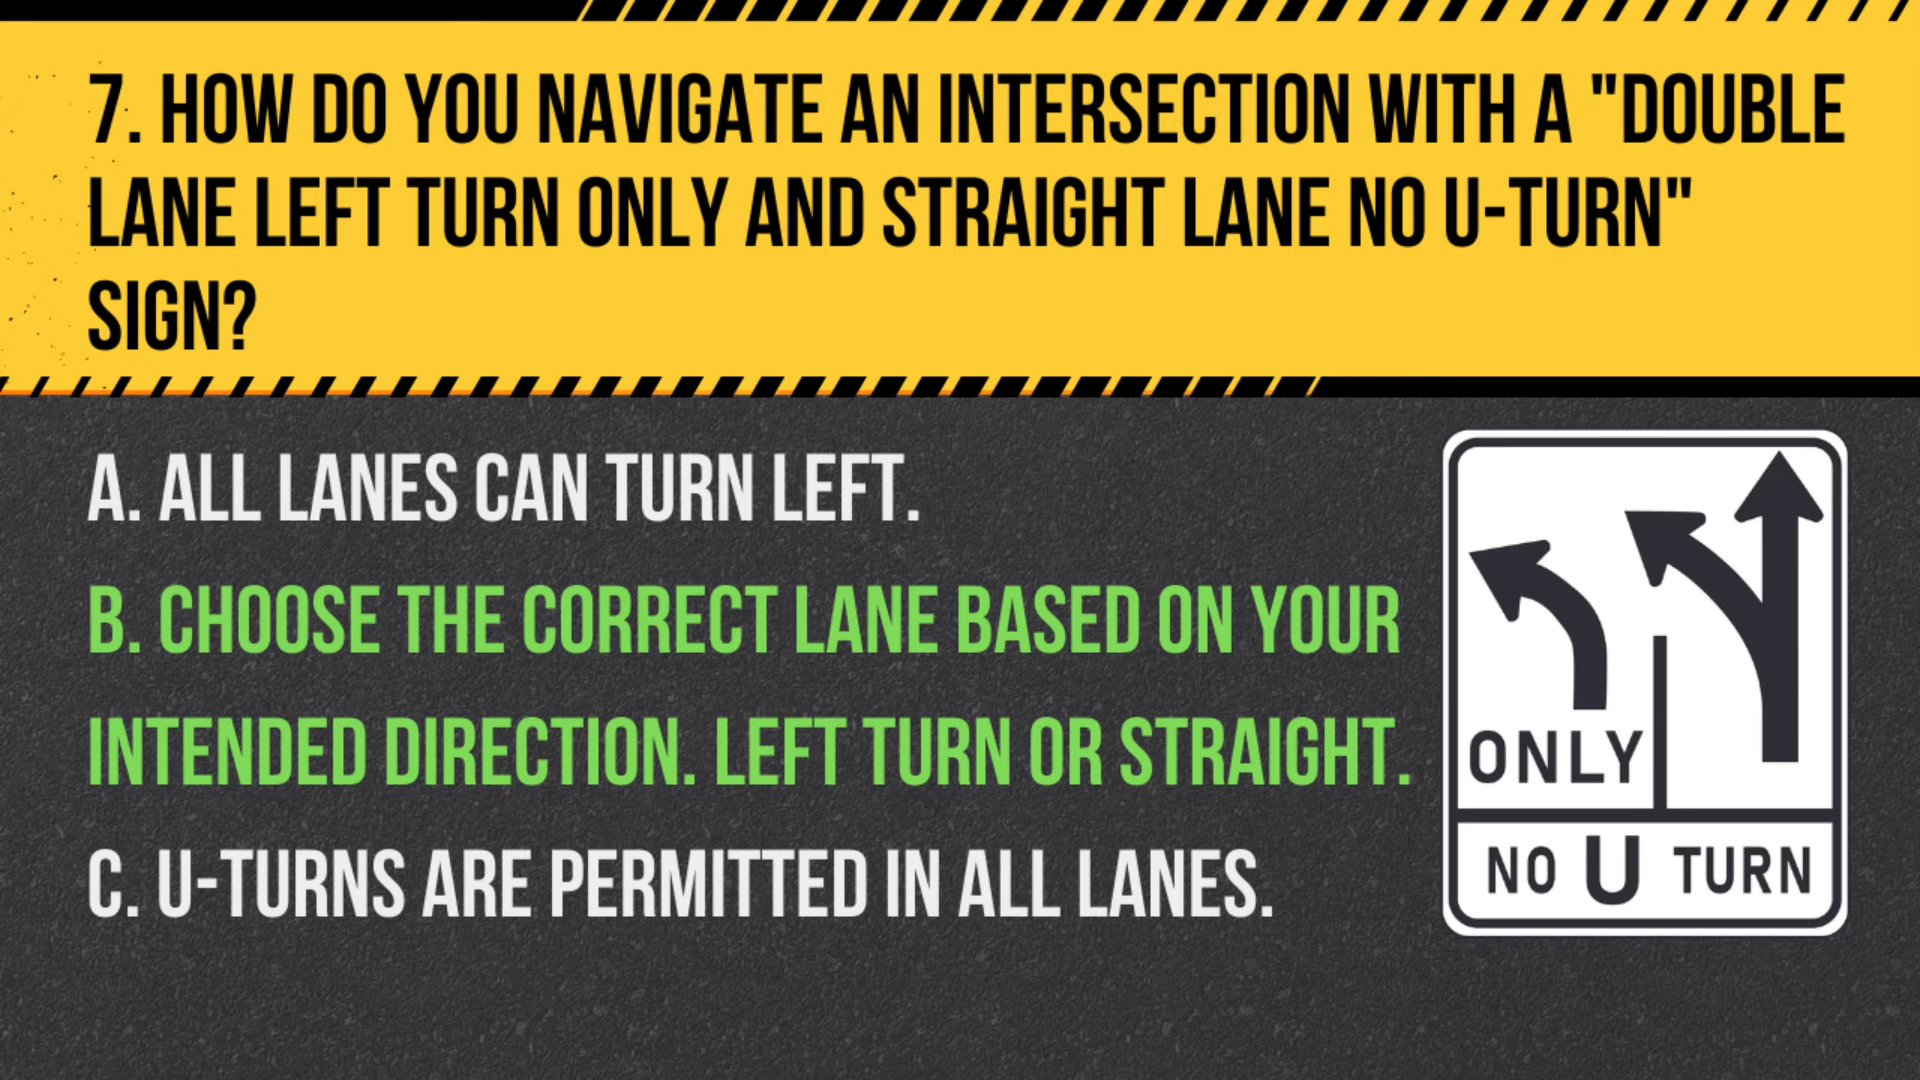 7. HOW DO YOU NAVIGATE AN INTERSECTION WITH A "DOUBLE
LANE LEFT TURN ONLY AND STRAIGHT LANE NO U-TURN"
SIGN?
A. ALL LANES CAN TURN LEFT.
B. CHOOSE THE CORRECT LANE BASED ON YOUR
INTENDED DIRECTION. LEFT TURN OR STRAIGHT.
C. U-TURNS ARE PERMITTED IN ALL LANES.
ONLY
NO U TURN